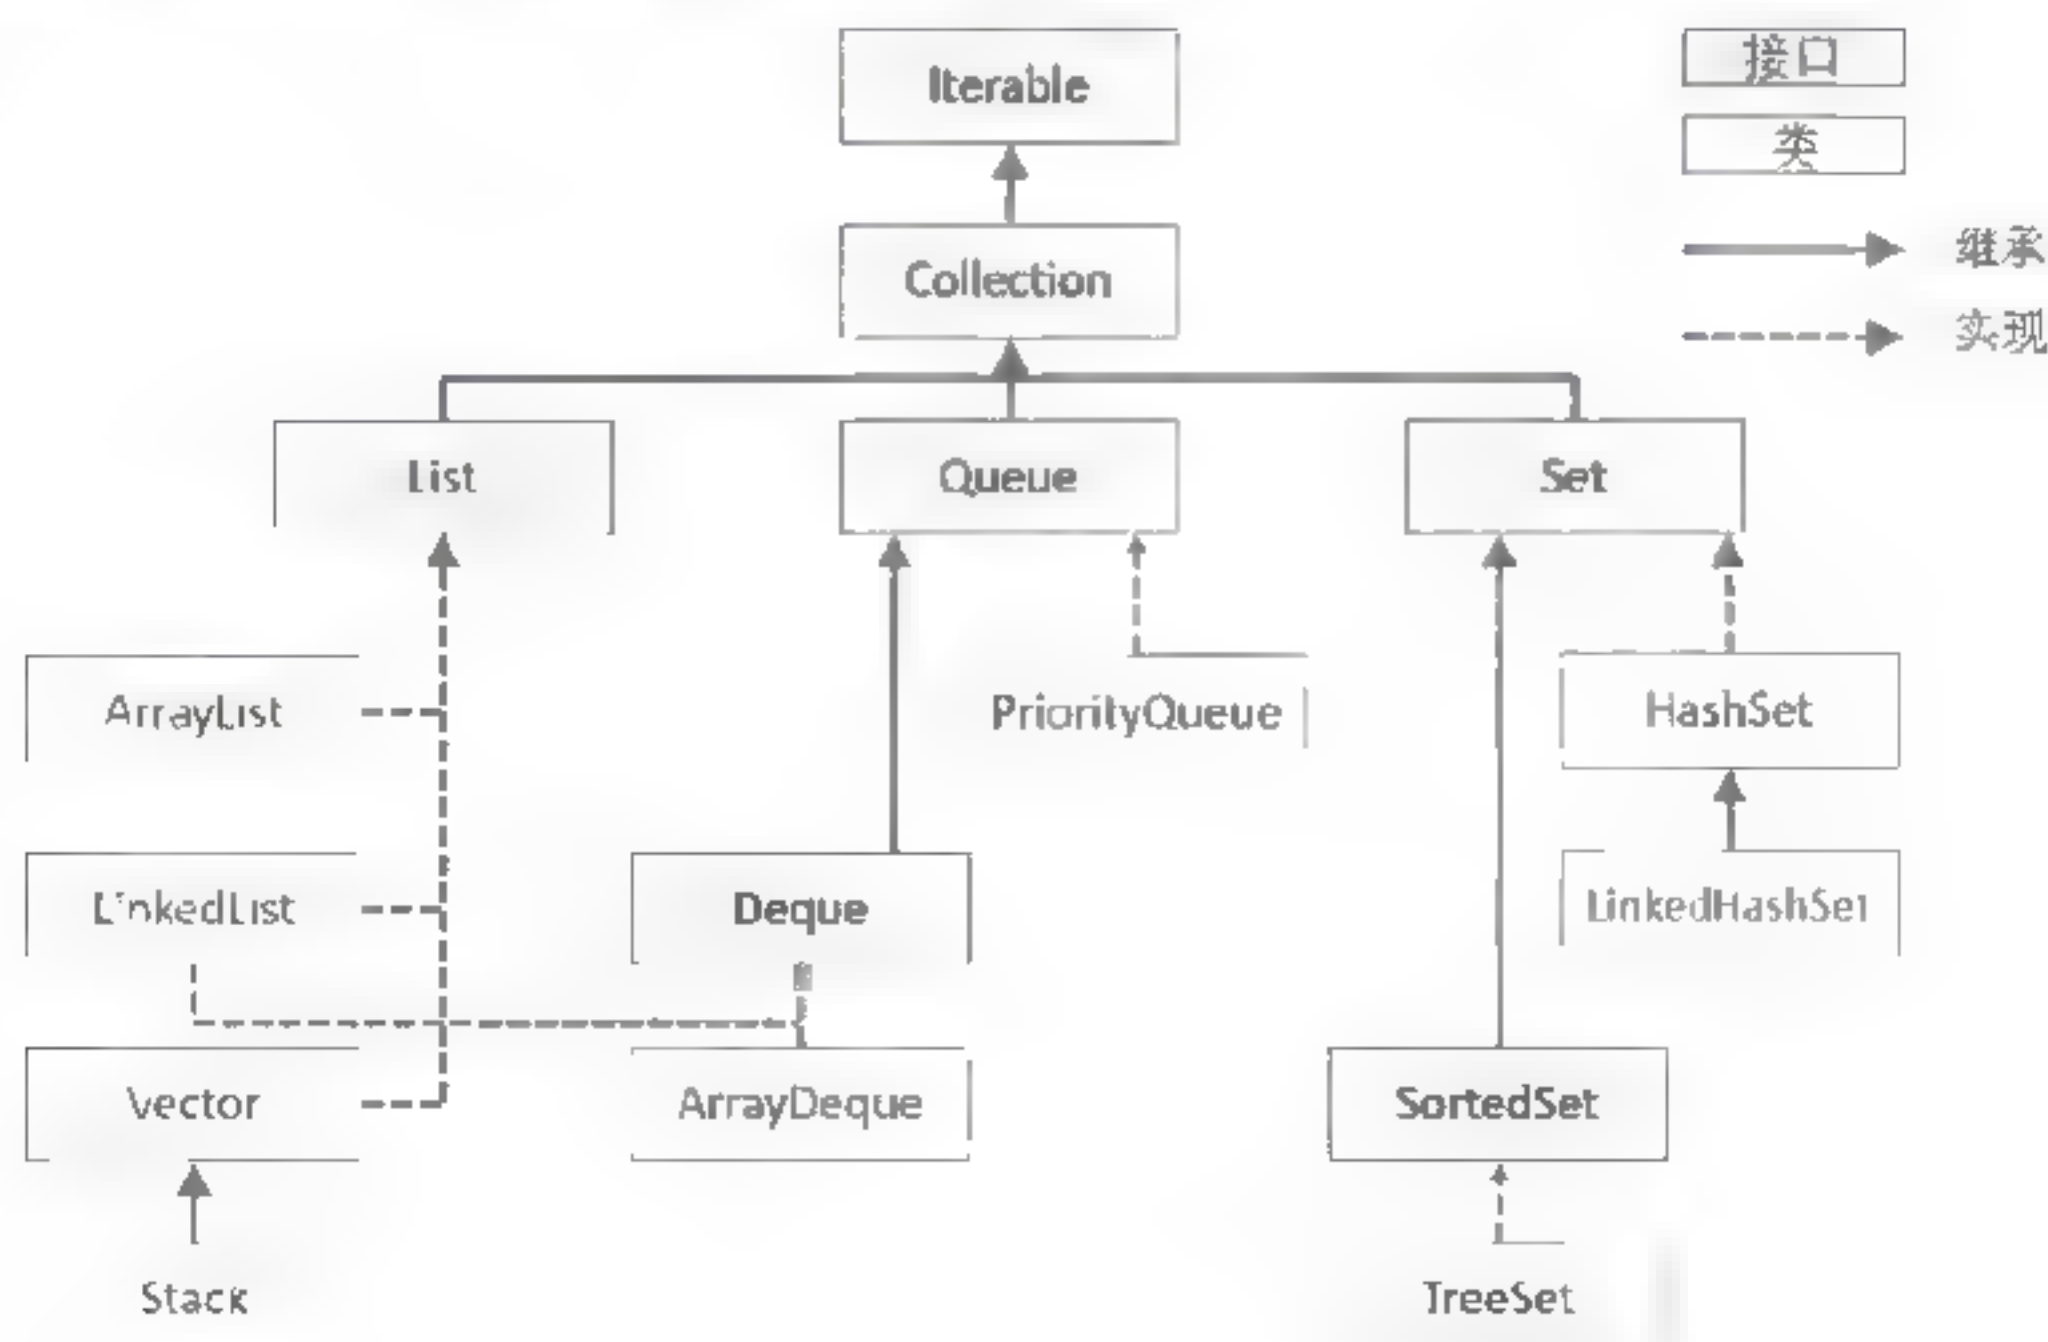 Iterable
接口
类
Collection
继承
实现
List
Queue
Set
ArrayList
PriorityQueue
HashSet
LinkedList
Deque
LinkedHashSet
Vector
ArrayDeque
SortedSet
Stack
TreeSet